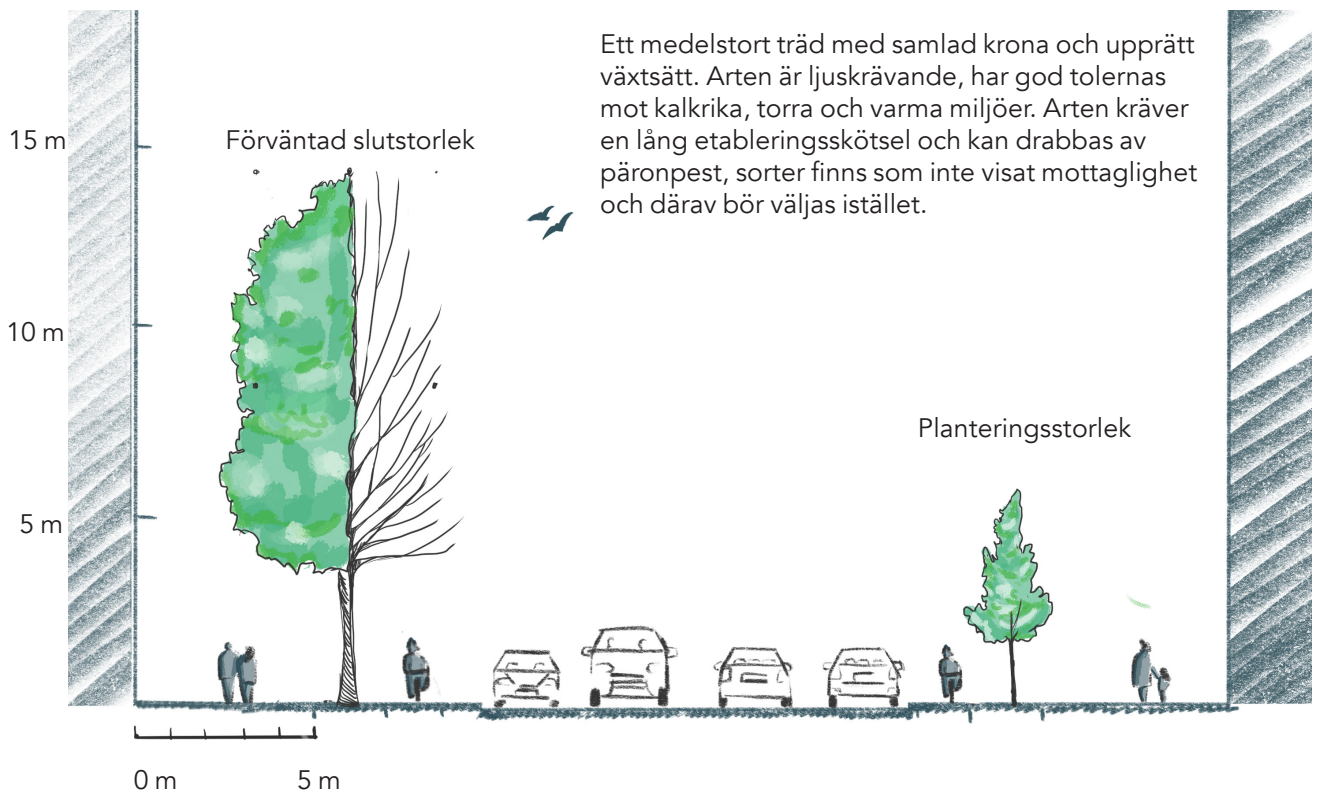 Ett medelstort träd med samlad krona och upprätt
växtsätt. Arten är ljuskrävande, har god tolernas
mot kalkrika, torra och varma miljöer. Arten kräver
en lång etableringsskötsel och kan drabbas av
päronpest, sorter finns som inte visat mottaglighet
och därav bör väljas istället.
15 m
Förväntad slutstorlek
10 m
Planteringsstorlek
5 m
0 m
5 m